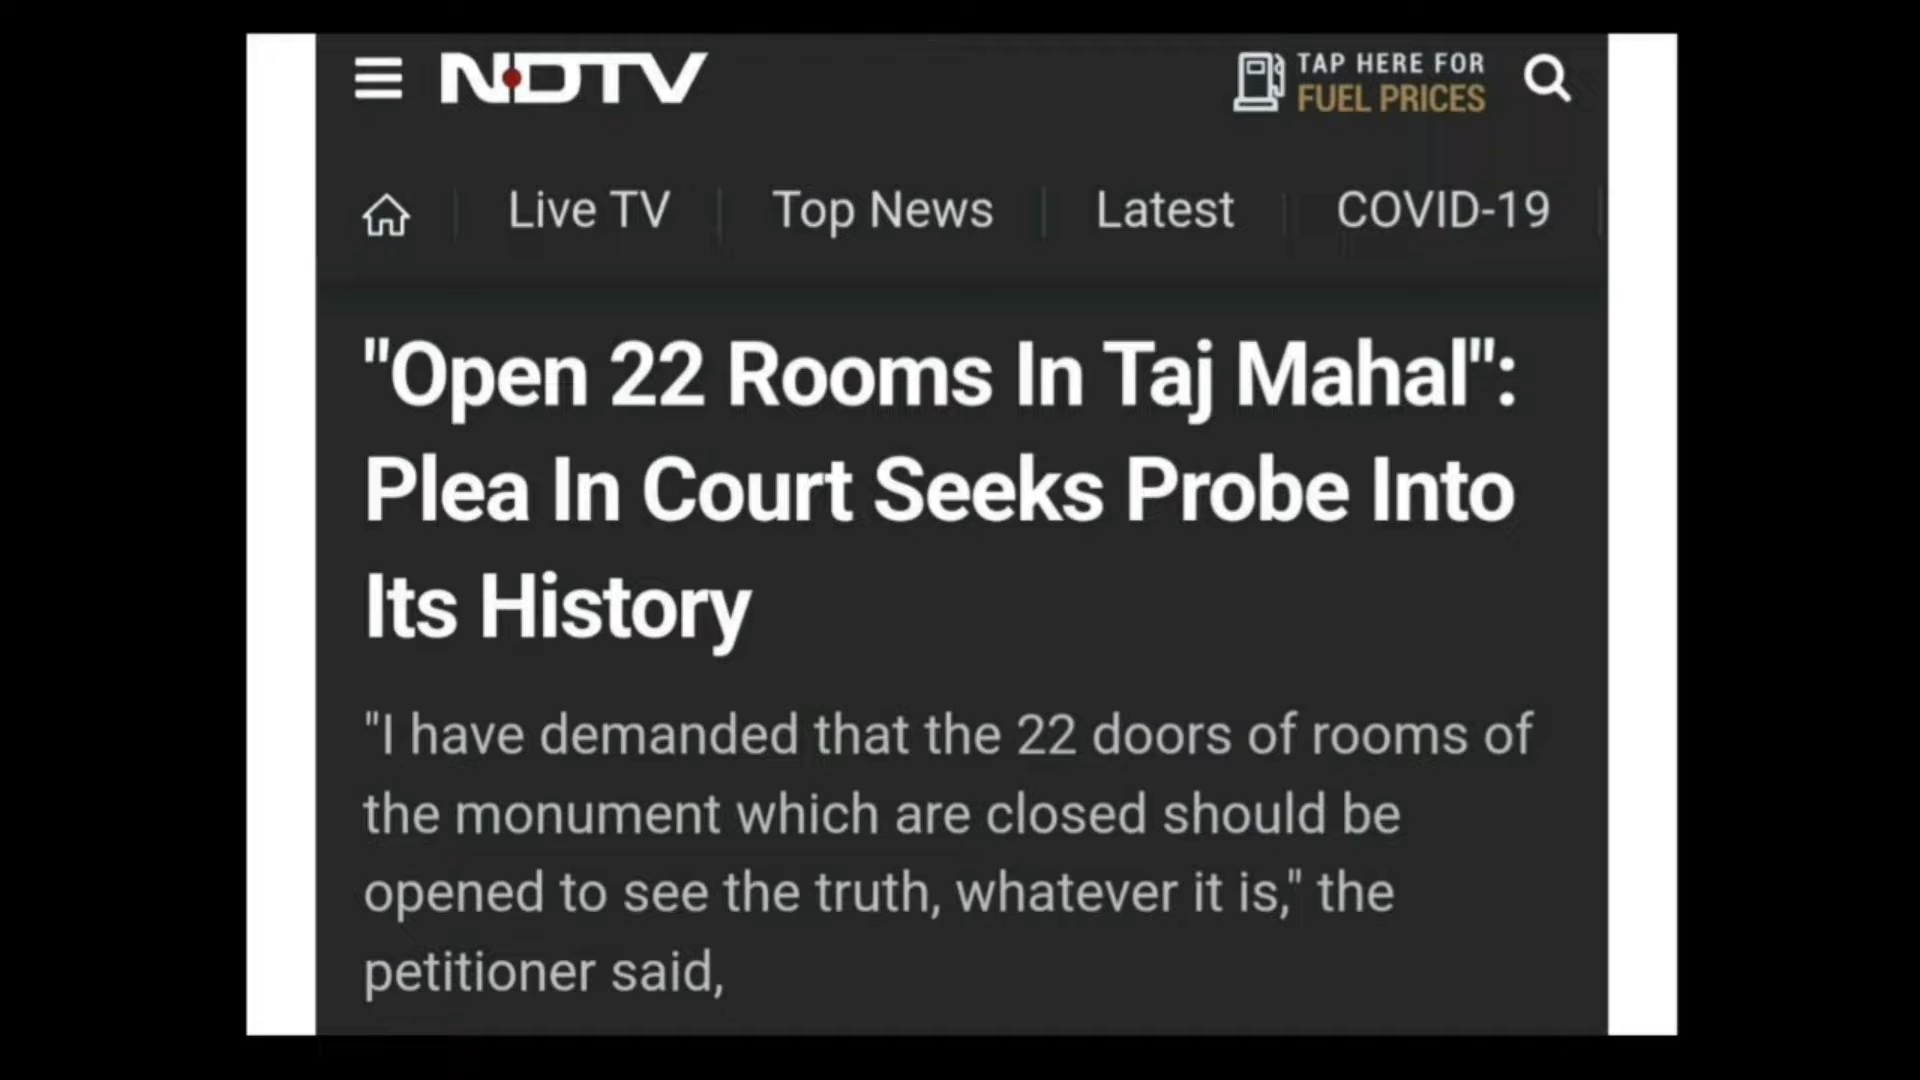 NDTV
TAP HERE FOR
FUEL PRICES
Live TV
Top News
Latest
COVID-19
"Open 22 Rooms In Taj Mahal":
Plea In Court Seeks Probe Into
Its History
"I have demanded that the 22 doors of rooms of
the monument which are closed should be
opened to see the truth, whatever it is," the
petitioner said,